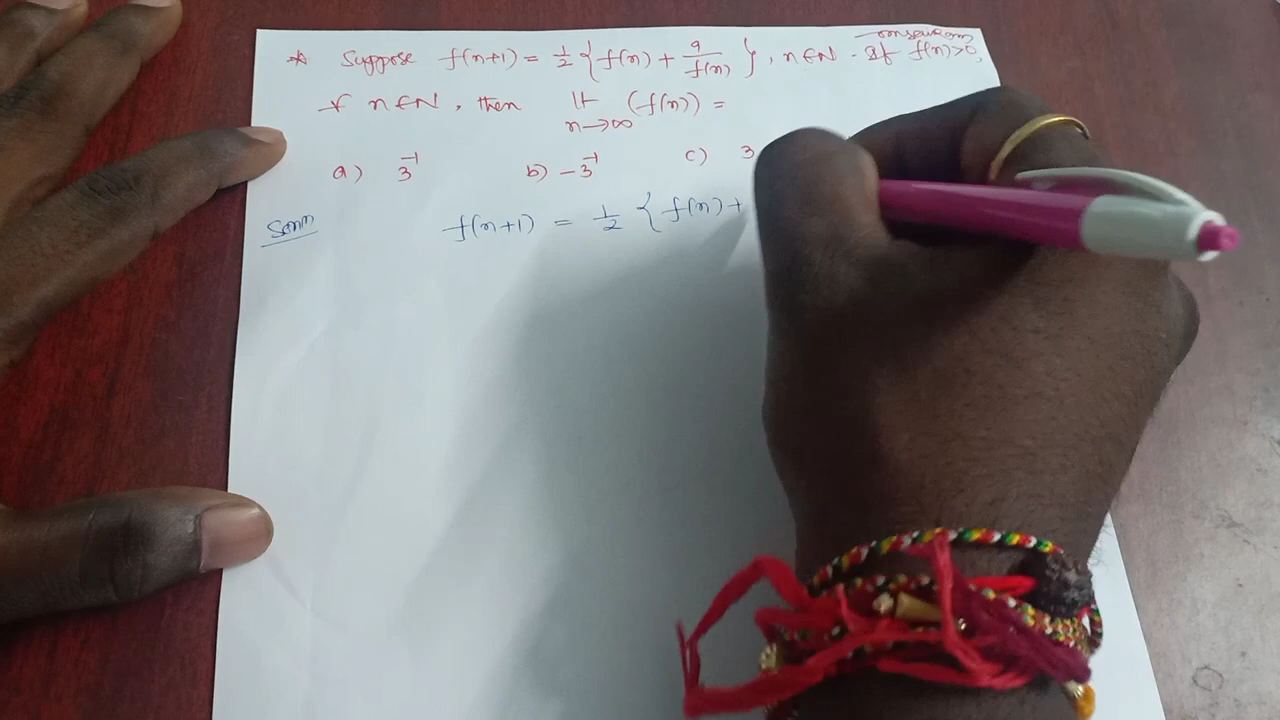 * Suppose f(n+1) = 1/2 { f(n) + 9/f(n) }, n∈N. If f(n)>0,
∀ n∈N, then lt n→∞ (f(n)) =
a) 3⁻¹ b) -3⁻¹ c) 3
Soln f(n+1) = 1/2 { f(n) +